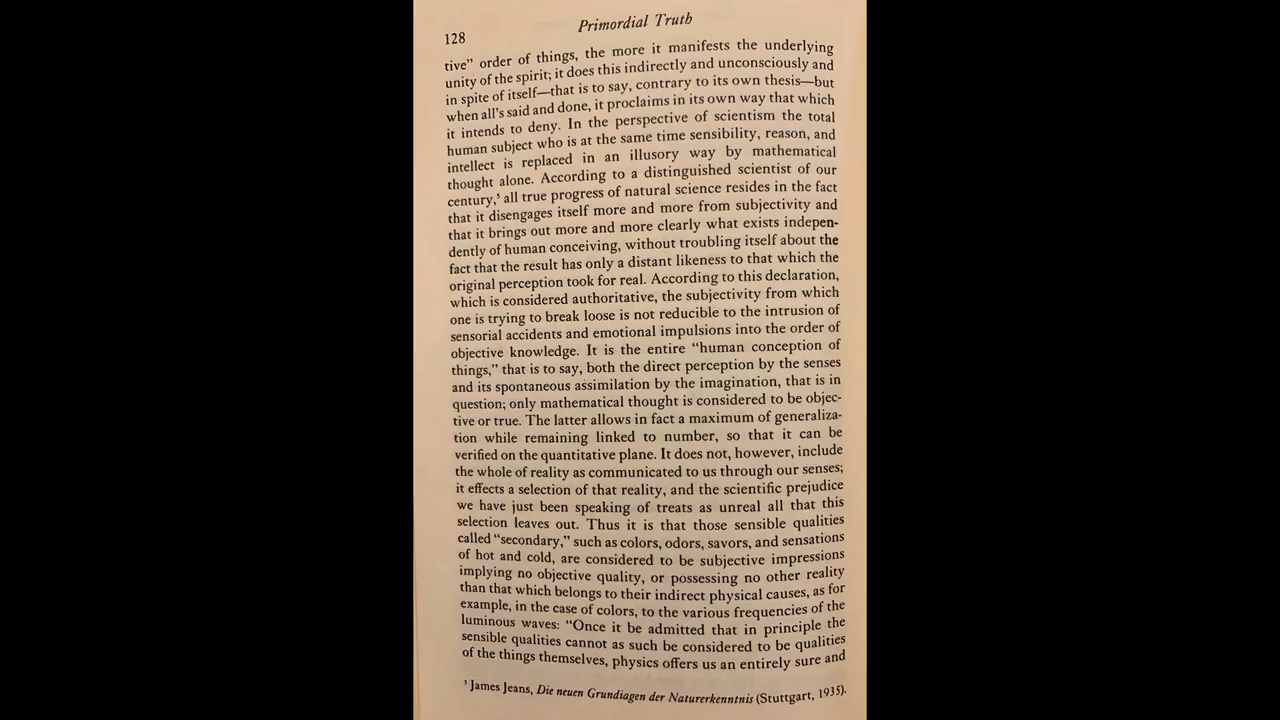 128
Primordial Truth
tive” order of things, the more it manifests the underlying
unity of the spirit; it does this indirectly and unconsciously and
in spite of itself—that is to say, contrary to its own thesis—but
when all's said and done, it proclaims in its own way that which
it intends to deny. In the perspective of scientism the total
human subject who is at the same time sensibility, reason, and
intellect is replaced in an illusory way by mathematical
thought alone. According to a distinguished scientist of our
century,³ all true progress of natural science resides in the fact
that it disengages itself more and more from subjectivity and
that it brings out more and more clearly what exists indepen-
dently of human conceiving, without troubling itself about the
fact that the result has only a distant likeness to that which the
original perception took for real. According to this declaration,
which is considered authoritative, the subjectivity from which
one is trying to break loose is not reducible to the intrusion of
sensorial accidents and emotional impulsions into the order of
objective knowledge. It is the entire “human conception of
things,” that is to say, both the direct perception by the senses
and its spontaneous assimilation by the imagination, that is in
question; only mathematical thought is considered to be objec-
tive or true. The latter allows in fact a maximum of generaliza-
tion while remaining linked to number, so that it can be
verified on the quantitative plane. It does not, however, include
the whole of reality as communicated to us through our senses;
it effects a selection of that reality, and the scientific prejudice
we have just been speaking of treats as unreal all that this
selection leaves out. Thus it is that those sensible qualities
called “secondary,” such as colors, odors, savors, and sensations
of hot and cold, are considered to be subjective impressions
implying no objective quality, or possessing no other reality
than that which belongs to their indirect physical causes, as for
example, in the case of colors, to the various frequencies of the
luminous waves: “Once it be admitted that in principle the
sensible qualities cannot as such be considered to be qualities
of the things themselves, physics offers us an entirely sure and
³ James Jeans, Die neuen Grundiagen der Naturerkenntnis (Stuttgart, 1935).